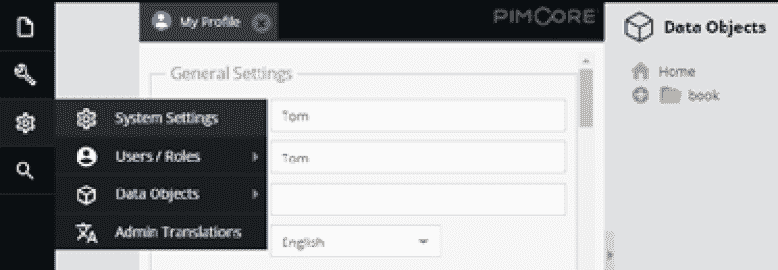 My Profile
PIMCORE
Data Objects
General Settings
Home
book
System Settings
Tom
Users / Roles
Tom
Data Objects
Admin Translations
English